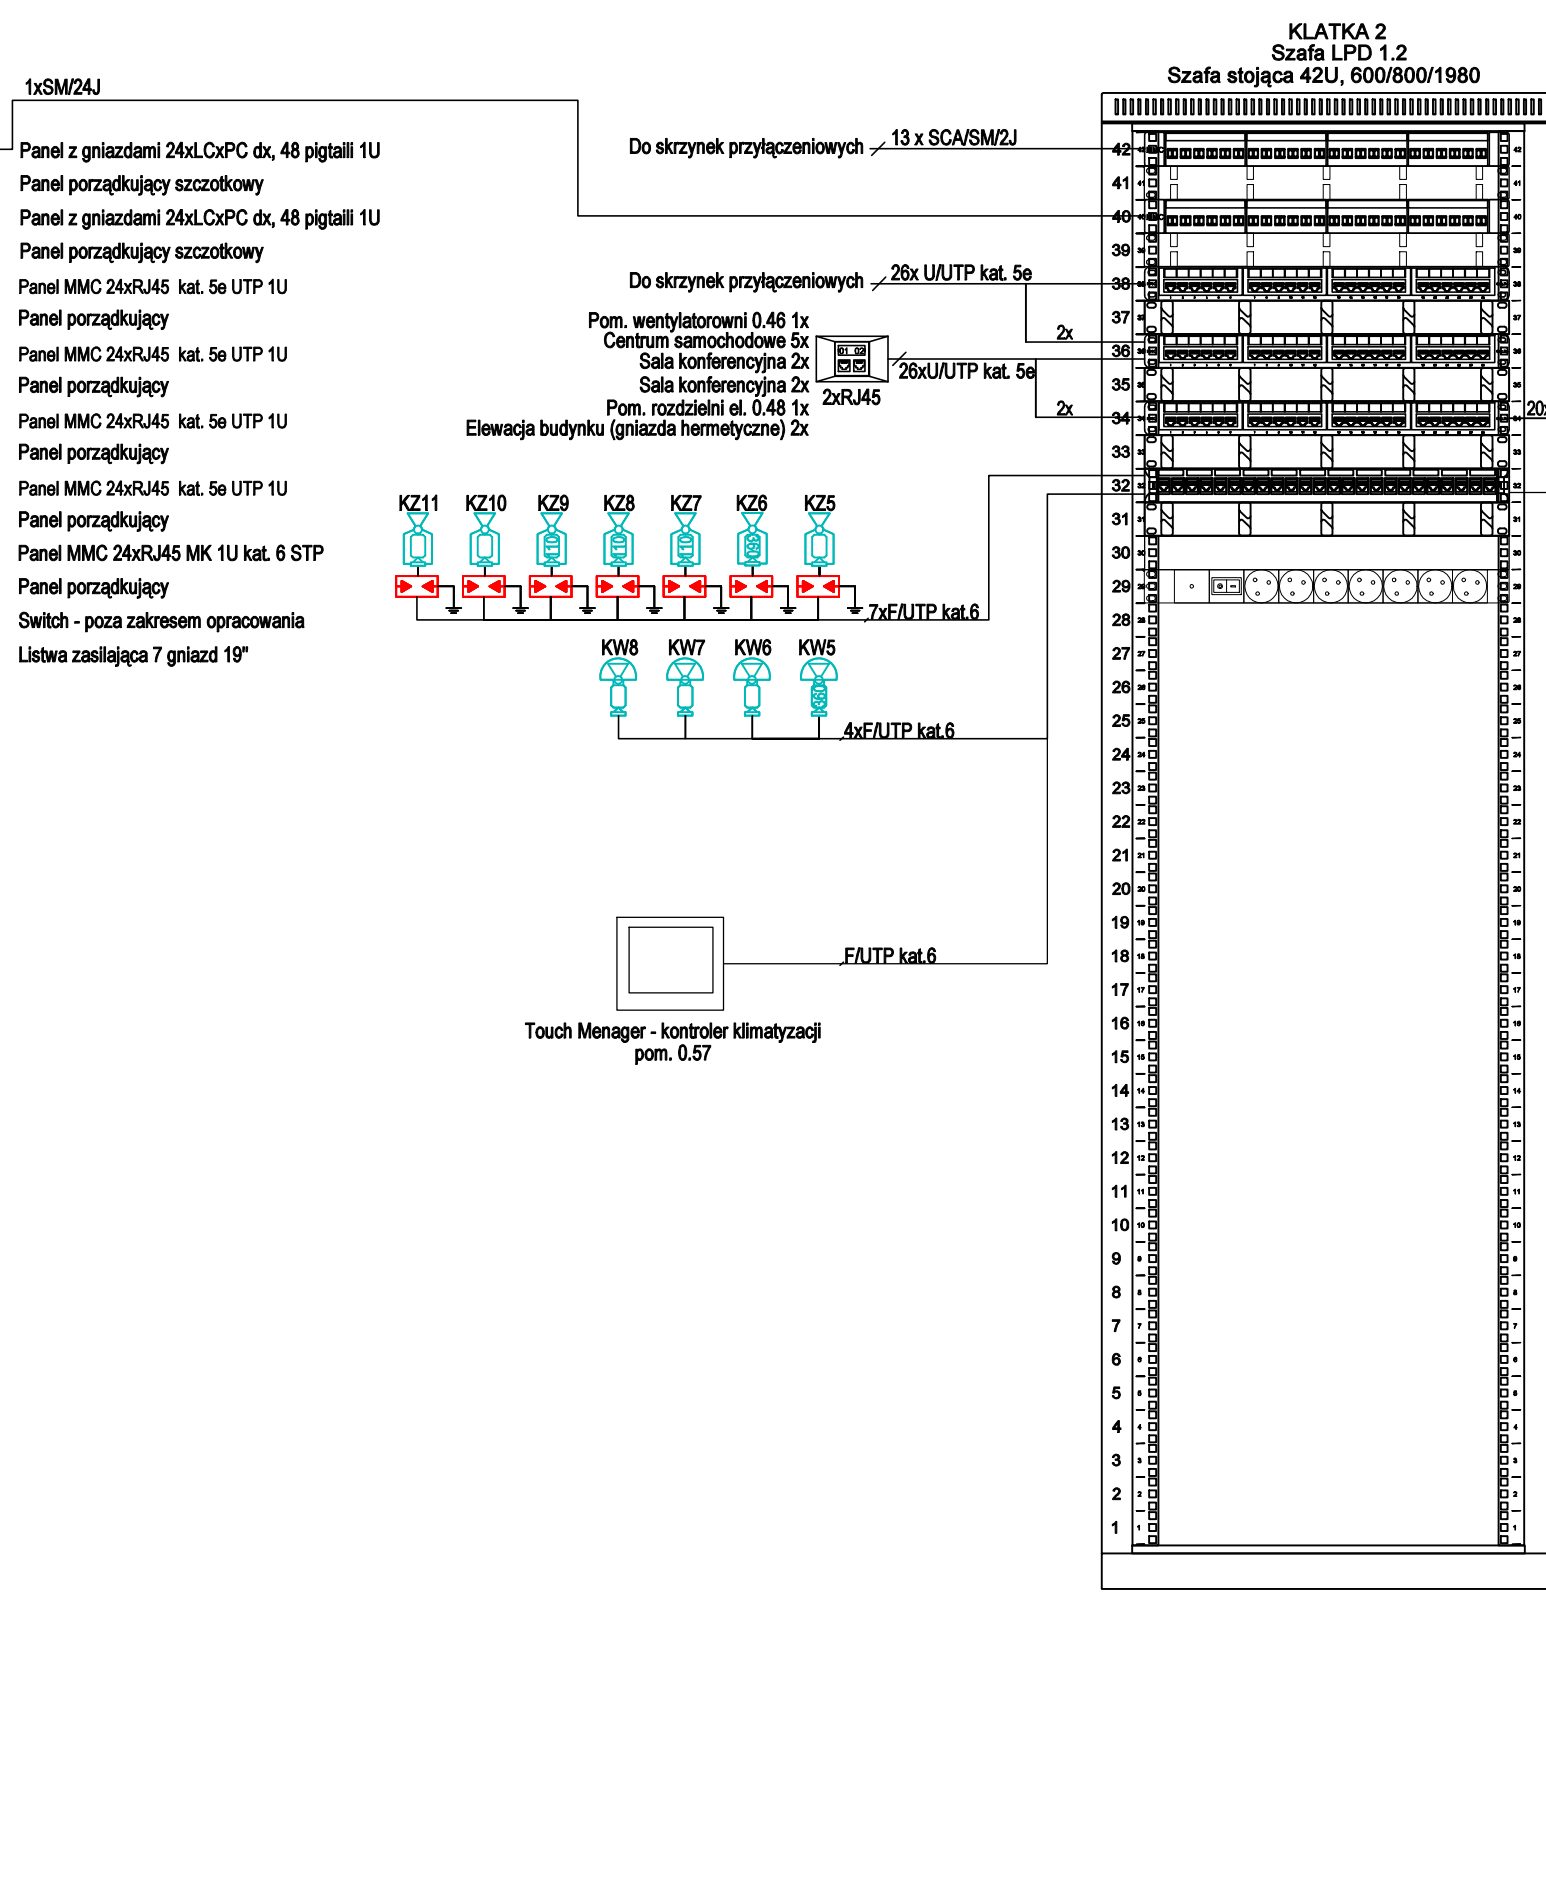 KLATKA 2
Szafa LPD 1.2
Szafa stojąca 42U, 600/800/1980
1xSM/24J
Panel z gniazdami 24xLCxPC dx, 48 pigtaili 1U
Panel porządkujący szczotkowy
Panel z gniazdami 24xLCxPC dx, 48 pigtaili 1U
Panel porządkujący szczotkowy
Panel MMC 24xRJ45 kat. 5e UTP 1U
Panel porządkujący
Panel MMC 24xRJ45 kat. 5e UTP 1U
Panel porządkujący
Panel MMC 24xRJ45 kat. 5e UTP 1U
Panel porządkujący
Panel MMC 24xRJ45 kat. 5e UTP 1U
Panel porządkujący
Panel MMC 24xRJ45 MK 1U kat. 6 STP
Panel porządkujący
Switch - poza zakresem opracowania
Listwa zasilająca 7 gniazd 19"
Do skrzynek przyłączeniowych 13 x SCA/SM/2J
Do skrzynek przyłączeniowych 26x U/UTP kat. 5e
2x
Pom. wentylatorowni 0.46 1x
Centrum samochodowe 5x
Sala konferencyjna 2x
Sala konferencyjna 2x
Pom. rozdzielni el. 0.48 1x
Elewacja budynku (gniazda hermetyczne) 2x
01 02
2xRJ45
26xU/UTP kat. 5e
2x
KZ11 KZ10 KZ9 KZ8 KZ7 KZ6 KZ5
7xF/UTP kat.6
KW8 KW7 KW6 KW5
360
4xF/UTP kat.6
F/UTP kat.6
Touch Menager - kontroler klimatyzacji
pom. 0.57
42
41
40
39
38
37
36
35
34
33
32
31
30
29
28
27
26
25
24
23
22
21
20
19
18
17
16
15
14
13
12
11
10
9
8
7
6
5
4
3
2
1